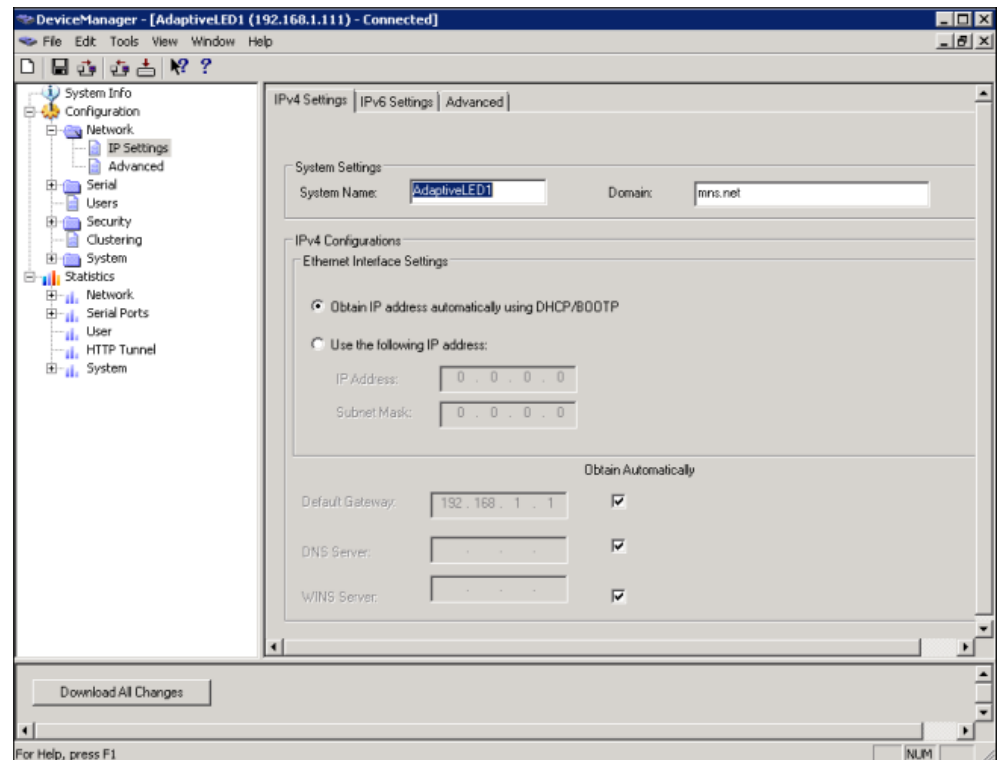 DeviceManager - [AdaptiveLED1 (192.168.1.111) - Connected]
File Edit Tools View Window Help
System Info
Configuration
Network
IP Settings
Advanced
Serial
Users
Security
Clustering
System
Statistics
Network
Serial Ports
User
HTTP Tunnel
System
IPv4 Settings IPv6 Settings Advanced
System Settings
System Name: AdaptiveLED1 Domain: mns.net
IPv4 Configurations
Ethernet Interface Settings
Obtain IP address automatically using DHCP/BOOTP
Use the following IP address:
IP Address: 0 . 0 . 0 . 0
Subnet Mask: 0 . 0 . 0 . 0
Obtain Automatically
Default Gateway: 192 . 168 . 1 . 1
DNS Server: . . .
WINS Server: . . .
Download All Changes
For Help, press F1 NUM